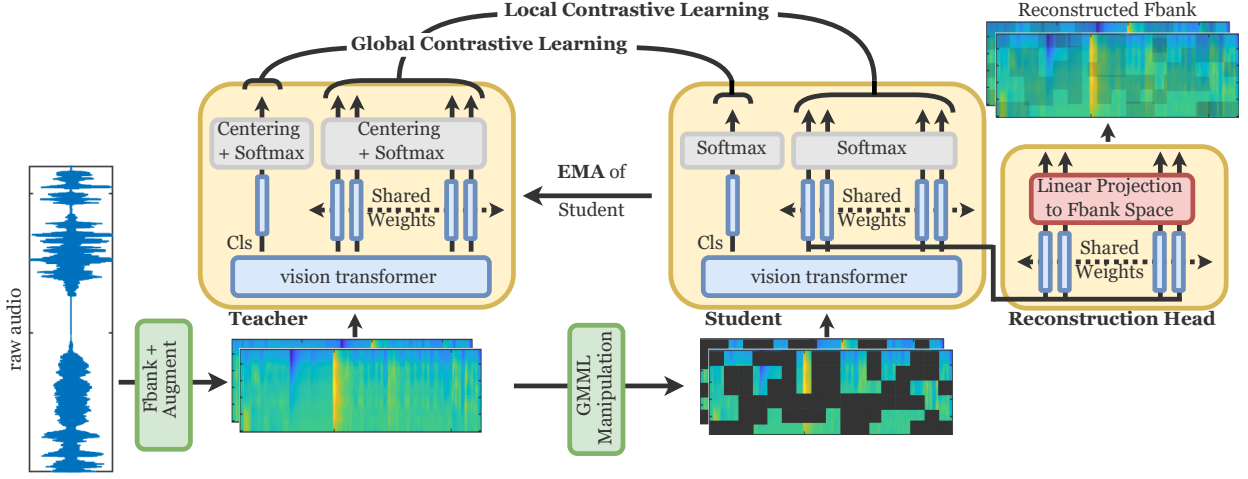 Local Contrastive Learning
Global Contrastive Learning
Reconstructed Fbank
Centering
+ Softmax
Centering
+ Softmax
Softmax
Softmax
Linear Projection
to Fbank Space
EMA of
Student
Shared
Weights
Shared
Weights
Shared
Weights
Cls
Cls
vision transformer
vision transformer
Teacher
Student
Reconstruction Head
raw audio
Fbank +
Augment
GMML
Manipulation